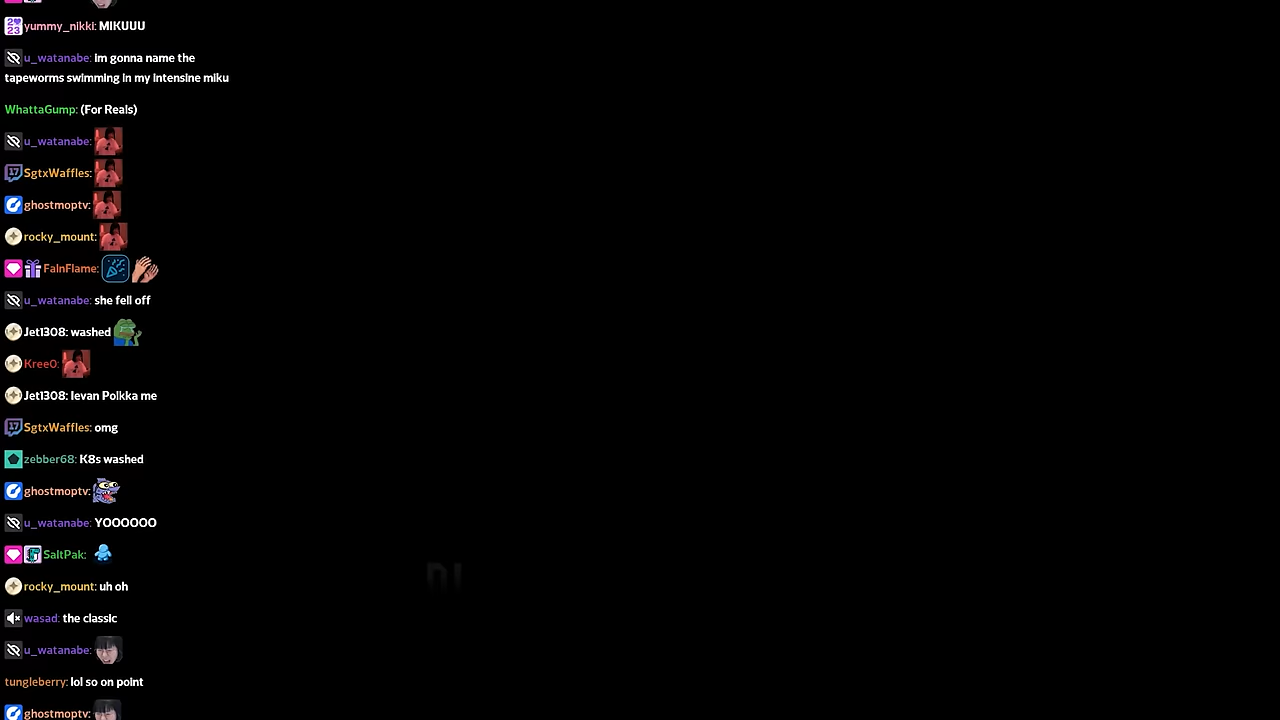 yummy_nikki: MIKUUU
u_watanabe: im gonna name the
tapeworms swimming in my intensine miku
WhattaGump: (For Reals)
u_watanabe:
SgtxWaffles:
ghostmoptv:
rocky_mount:
FalnFlame:
u_watanabe: she fell off
Jet1308: washed
Kree0:
Jet1308: Ievan Polkka me
SgtxWaffles: omg
zebber68: K8s washed
ghostmoptv:
u_watanabe: YOOOOOO
SaltPak:
rocky_mount: uh oh
wasad: the classic
u_watanabe:
tungleberry: lol so on point
ghostmoptv: